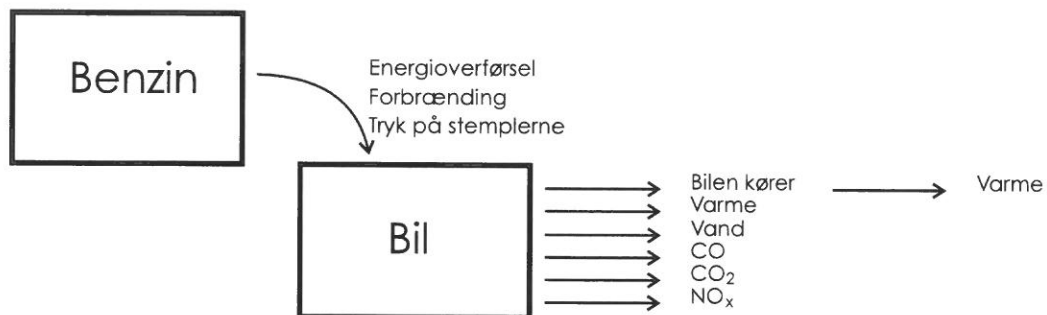 Benzin
Energioverførsel
Forbrænding
Tryk på stemplerne
Bil
Bilen kører
Varme
Varme
Vand
CO
CO₂
NOₓ